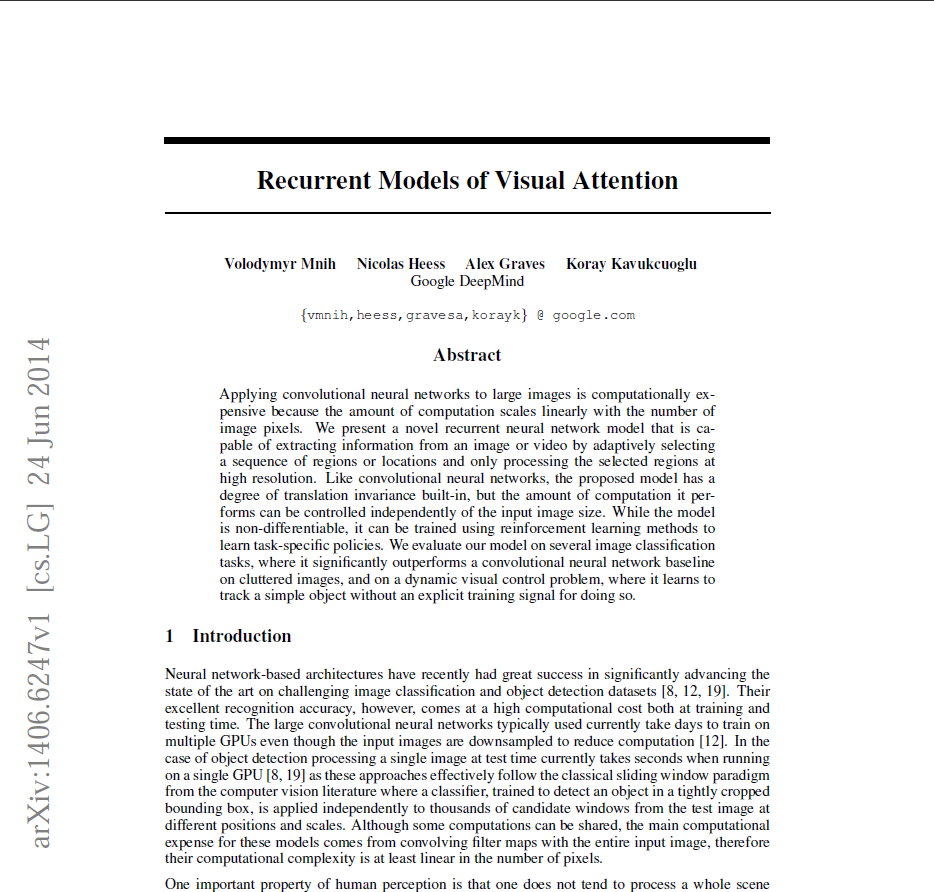 Recurrent Models of Visual Attention
Volodymyr Mnih Nicolas Heess Alex Graves Koray Kavukcuoglu
Google DeepMind
{vmnih,heess,gravesa,korayk} @ google.com
Abstract
Applying convolutional neural networks to large images is computationally ex-
pensive because the amount of computation scales linearly with the number of
image pixels. We present a novel recurrent neural network model that is ca-
pable of extracting information from an image or video by adaptively selecting
a sequence of regions or locations and only processing the selected regions at
high resolution. Like convolutional neural networks, the proposed model has a
degree of translation invariance built-in, but the amount of computation it per-
forms can be controlled independently of the input image size. While the model
is non-differentiable, it can be trained using reinforcement learning methods to
learn task-specific policies. We evaluate our model on several image classification
tasks, where it significantly outperforms a convolutional neural network baseline
on cluttered images, and on a dynamic visual control problem, where it learns to
track a simple object without an explicit training signal for doing so.
1 Introduction
Neural network-based architectures have recently had great success in significantly advancing the
state of the art on challenging image classification and object detection datasets [8, 12, 19]. Their
excellent recognition accuracy, however, comes at a high computational cost both at training and
testing time. The large convolutional neural networks typically used currently take days to train on
multiple GPUs even though the input images are downsampled to reduce computation [12]. In the
case of object detection processing a single image at test time currently takes seconds when running
on a single GPU [8, 19] as these approaches effectively follow the classical sliding window paradigm
from the computer vision literature where a classifier, trained to detect an object in a tightly cropped
bounding box, is applied independently to thousands of candidate windows from the test image at
different positions and scales. Although some computations can be shared, the main computational
expense for these models comes from convolving filter maps with the entire input image, therefore
their computational complexity is at least linear in the number of pixels.
One important property of human perception is that one does not tend to process a whole scene
arXiv:1406.6247v1 [cs.LG] 24 Jun 2014